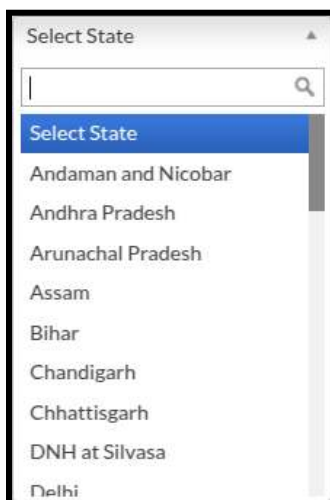 Select State
Select State
Andaman and Nicobar
Andhra Pradesh
Arunachal Pradesh
Assam
Bihar
Chandigarh
Chhattisgarh
DNH at Silvasa
Delhi